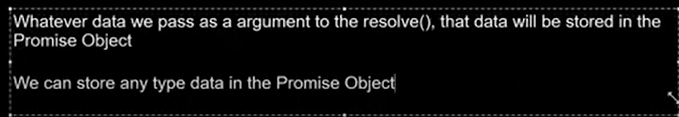 Whatever data we pass as a argument to the resolve(), that data will be stored in the
Promise Object
We can store any type data in the Promise Object